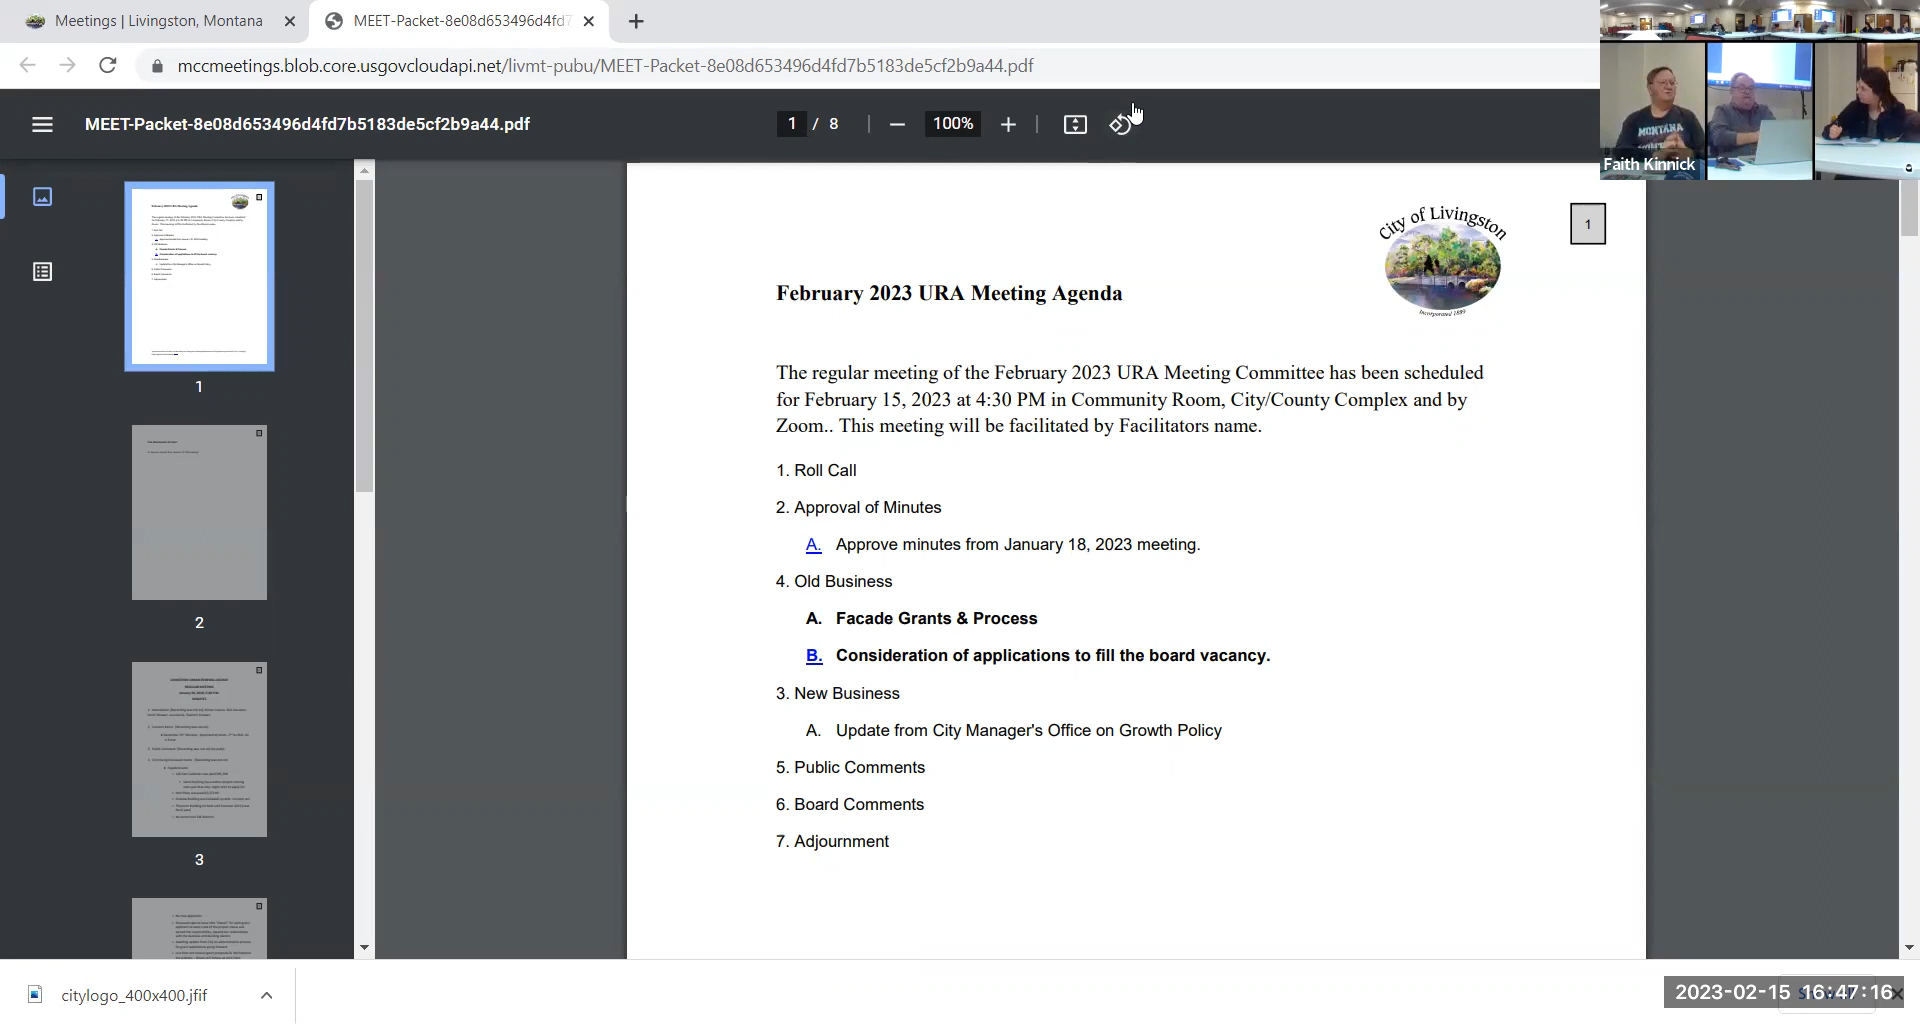 Meetings | Livingston, Montana
MEET-Packet-8e08d653496d4fd7
mccmeetings.blob.core.usgovcloudapi.net/livmt-pubu/MEET-Packet-8e08d653496d4fd7b5183de5cf2b9a44.pdf
MEET-Packet-8e08d653496d4fd7b5183de5cf2b9a44.pdf
1 / 8
100%
MONTANA
Faith Kinnick
City of Livingston
Incorporated 1889
1
February 2023 URA Meeting Agenda
The regular meeting of the February 2023 URA Meeting Committee has been scheduled
for February 15, 2023 at 4:30 PM in Community Room, City/County Complex and by
Zoom.. This meeting will be facilitated by Facilitators name.
1. Roll Call
2. Approval of Minutes
A. Approve minutes from January 18, 2023 meeting.
4. Old Business
A. Facade Grants & Process
B. Consideration of applications to fill the board vacancy.
3. New Business
A. Update from City Manager's Office on Growth Policy
5. Public Comments
6. Board Comments
7. Adjournment
1
2
3
citylogo_400x400.jfif
2023-02-15 16:47:16